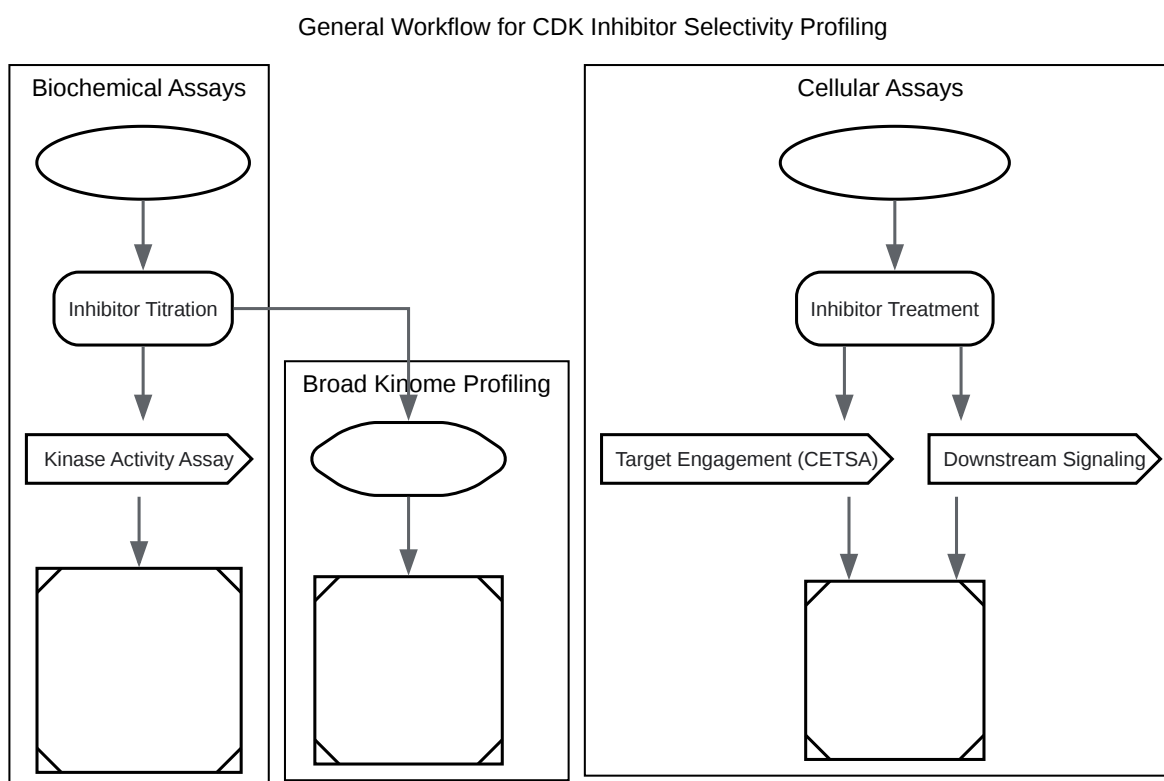 General Workflow for CDK Inhibitor Selectivity Profiling
Biochemical Assays
Inhibitor Titration
Kinase Activity Assay
Broad Kinome Profiling
Cellular Assays
Inhibitor Treatment
Target Engagement (CETSA)
Downstream Signaling